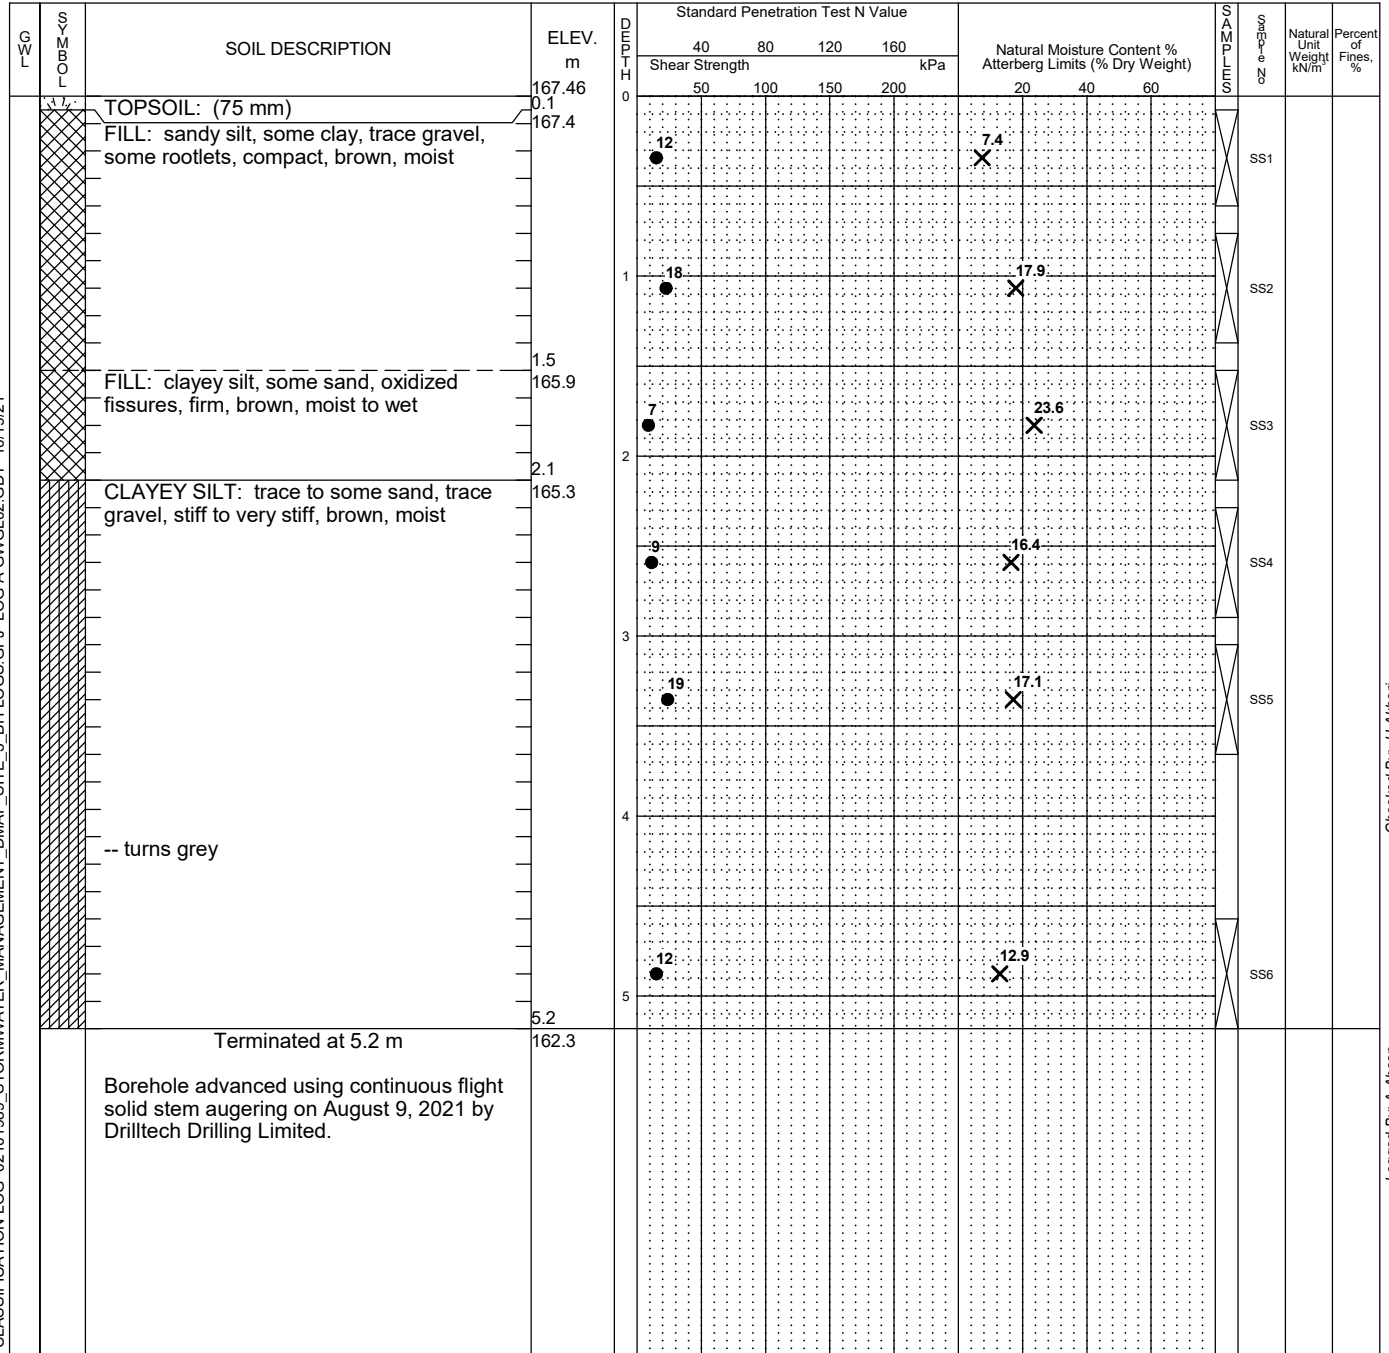 GWL
SYMBOL
SOIL DESCRIPTION
ELEV.
m
167.46
DEPTH
Standard Penetration Test N Value
40 80 120 160
Shear Strength kPa
50 100 150 200
Natural Moisture Content %
Atterberg Limits (% Dry Weight)
20 40 60
SAMPLES
Sample No
Natural
Unit
Weight
kN/m³
Percent
of
Fines,
%
0
TOPSOIL: (75 mm)
0.1
167.4
FILL: sandy silt, some clay, trace gravel,
some rootlets, compact, brown, moist
12 7.4 SS1
1
18 17.9 SS2
1.5
FILL: clayey silt, some sand, oxidized
fissures, firm, brown, moist to wet
165.9
7 23.6 SS3
2
2.1
CLAYEY SILT: trace to some sand, trace
gravel, stiff to very stiff, brown, moist
165.3
9 16.4 SS4
3
19 17.1 SS5
4
-- turns grey
12 12.9 SS6
5
5.2
Terminated at 5.2 m
162.3
Borehole advanced using continuous flight
solid stem augering on August 9, 2021 by
Drilltech Drilling Limited.